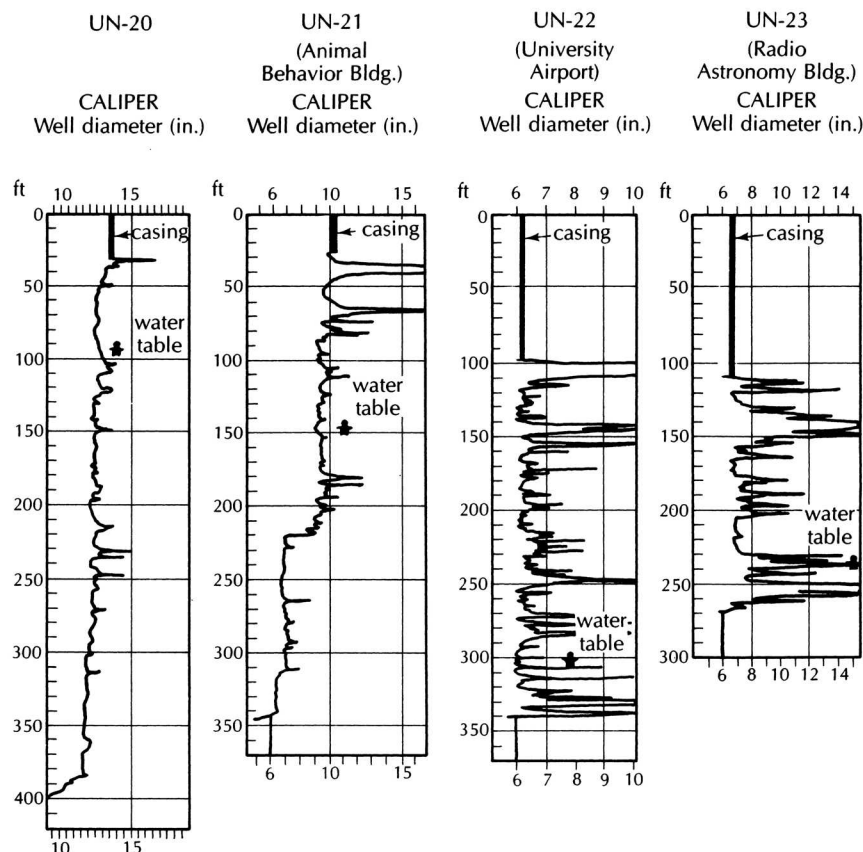 UN-20
CALIPER
Well diameter (in.)
ft
10 15
casing
water
table
0
50
100
150
200
250
300
350
400
10 15
UN-21
(Animal
Behavior Bldg.)
CALIPER
Well diameter (in.)
ft
6 10 15
casing
water
table
0
50
100
150
200
250
300
350
6 10 15
UN-22
(University
Airport)
CALIPER
Well diameter (in.)
ft
6 7 8 9 10
casing
water
table
0
50
100
150
200
250
300
350
6 7 8 9 10
UN-23
(Radio
Astronomy Bldg.)
CALIPER
Well diameter (in.)
ft
6 8 10 12 14
casing
water
table
0
50
100
150
200
250
300
6 8 10 12 14